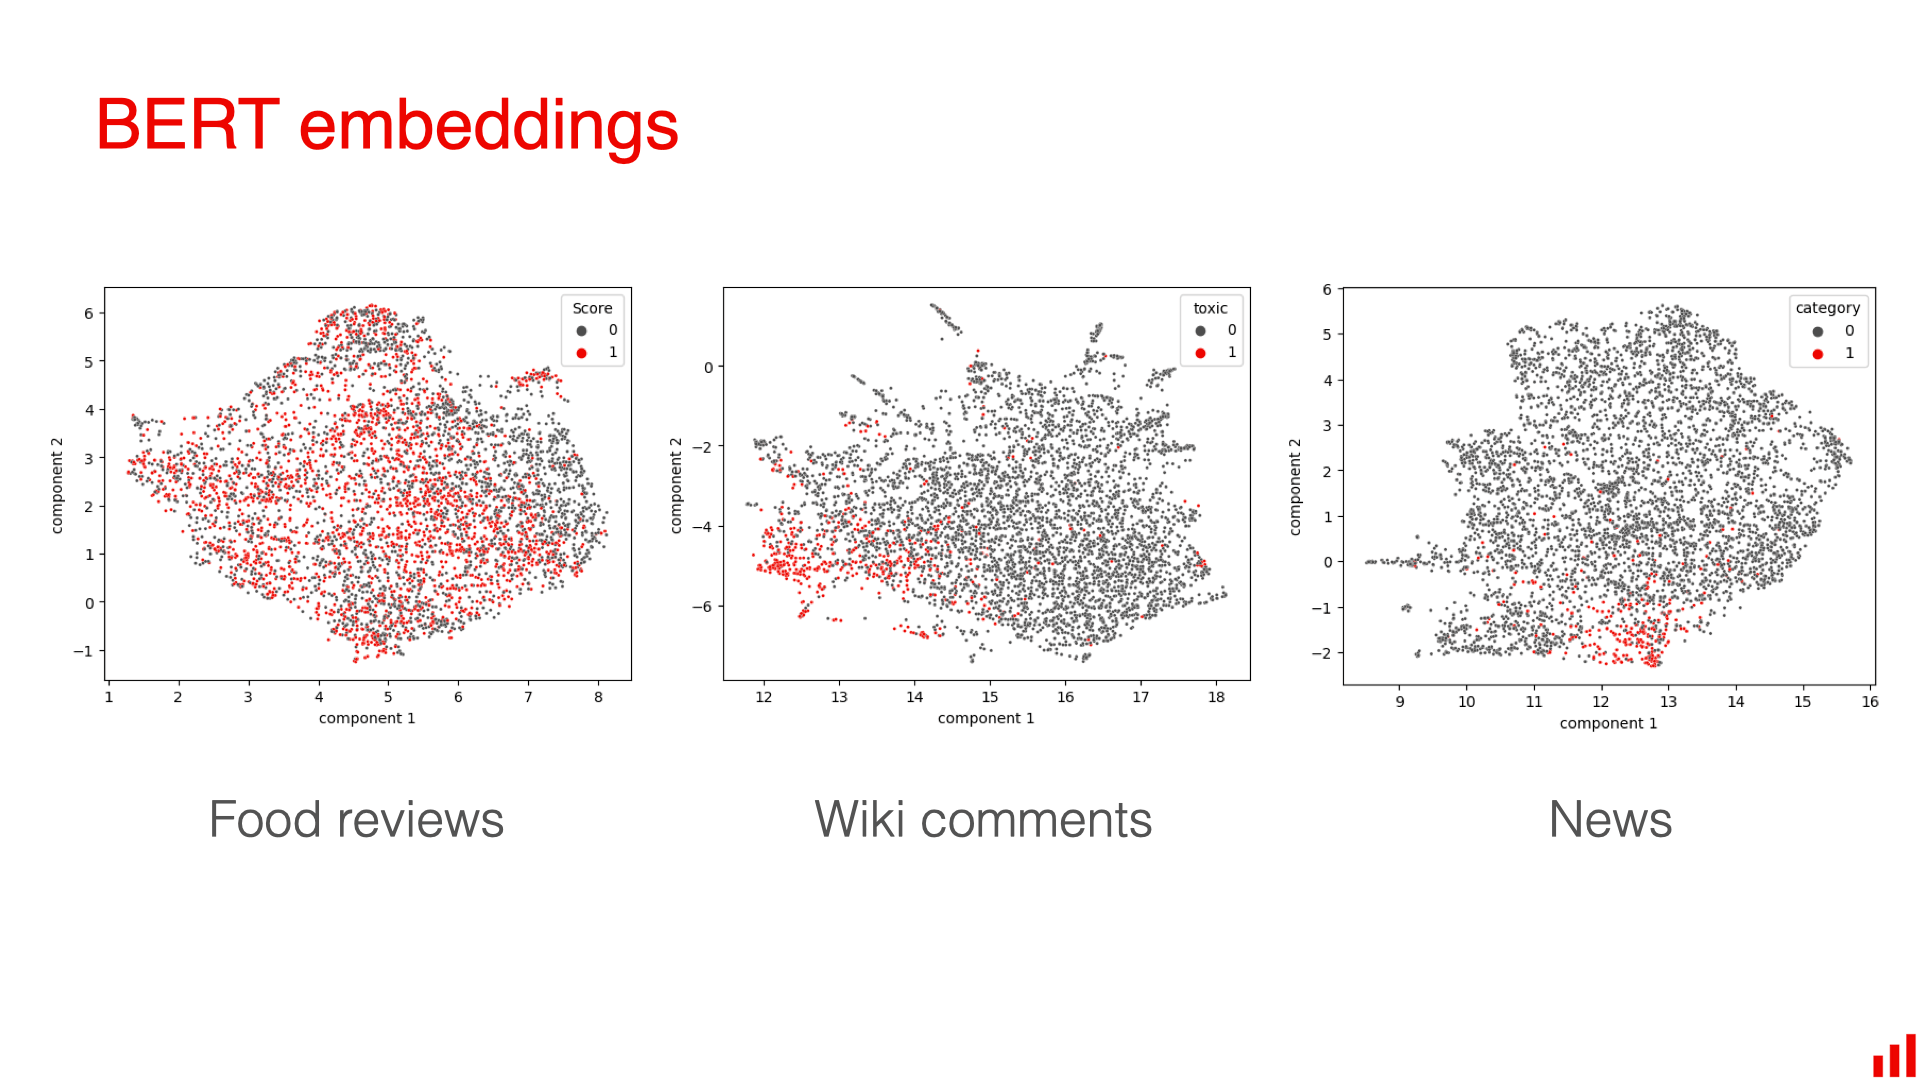 BERT embeddings
Score
0
1
6
5
4
3
2
1
0
−1
component 2
1 2 3 4 5 6 7 8
component 1
Food reviews
toxic
0
1
0
−2
−4
−6
component 2
12 13 14 15 16 17 18
component 1
Wiki comments
category
0
1
6
5
4
3
2
1
0
−1
−2
component 2
9 10 11 12 13 14 15 16
component 1
News